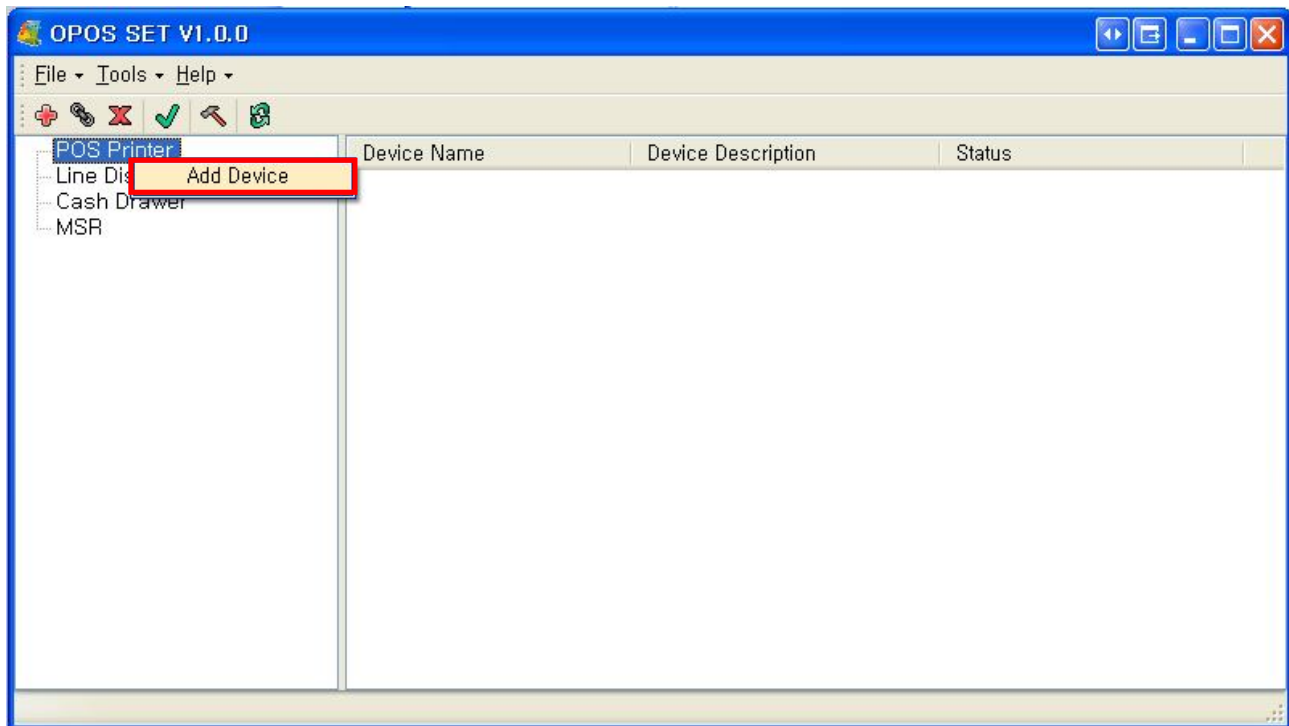 OPOS SET V1.0.0
File Tools Help
Device Name Device Description Status
POS Printer
Line Dis
Add Device
Cash Drawer
MSR